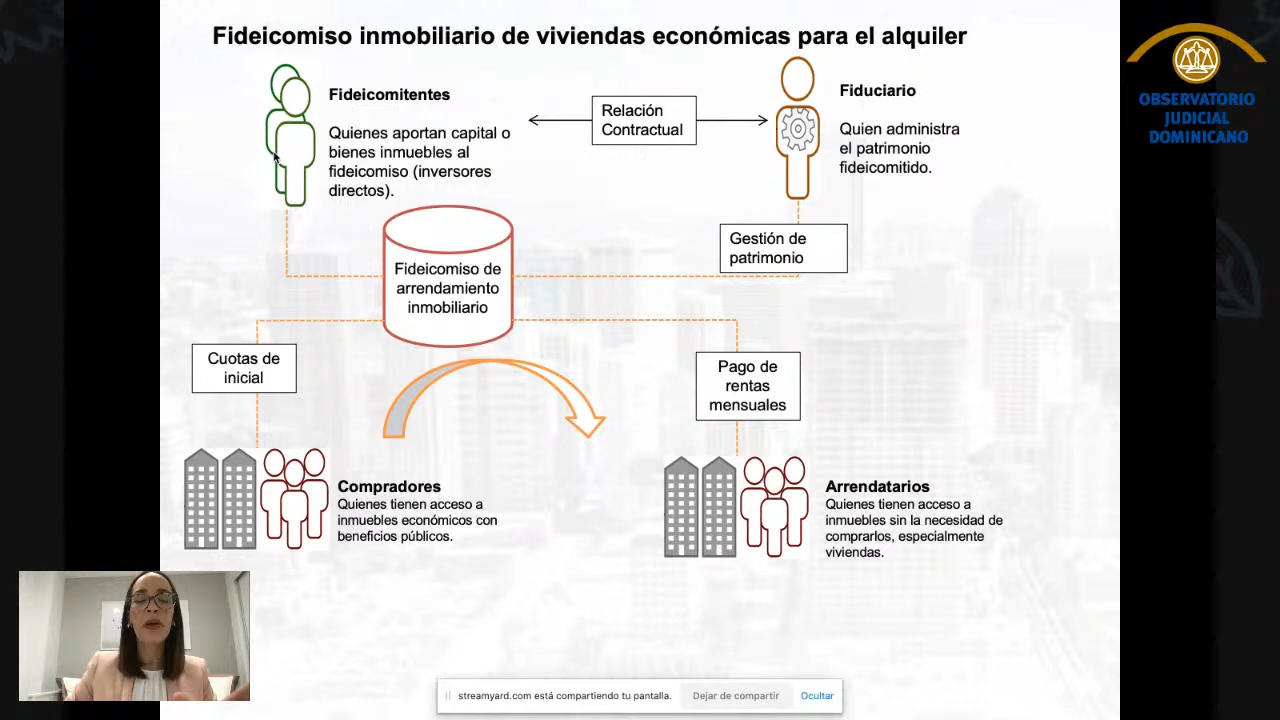 Fideicomiso inmobiliario de viviendas económicas para el alquiler
Fideicomitentes
Quienes aportan capital o
bienes inmuebles al
fideicomiso (inversores
directos).
Relación
Contractual
Fiduciario
Quien administra
el patrimonio
fideicomitido.
OBSERVATORIO
JUDICIAL
DOMINICANO
Gestión de
patrimonio
Fideicomiso de
arrendamiento
inmobiliario
Cuotas de
inicial
Pago de
rentas
mensuales
Compradores
Quienes tienen acceso a
inmuebles económicos con
beneficios públicos.
Arrendatarios
Quienes tienen acceso a
inmuebles sin la necesidad de
comprarlos, especialmente
viviendas.
streamyard.com está compartiendo tu pantalla.
Dejar de compartir
Ocultar